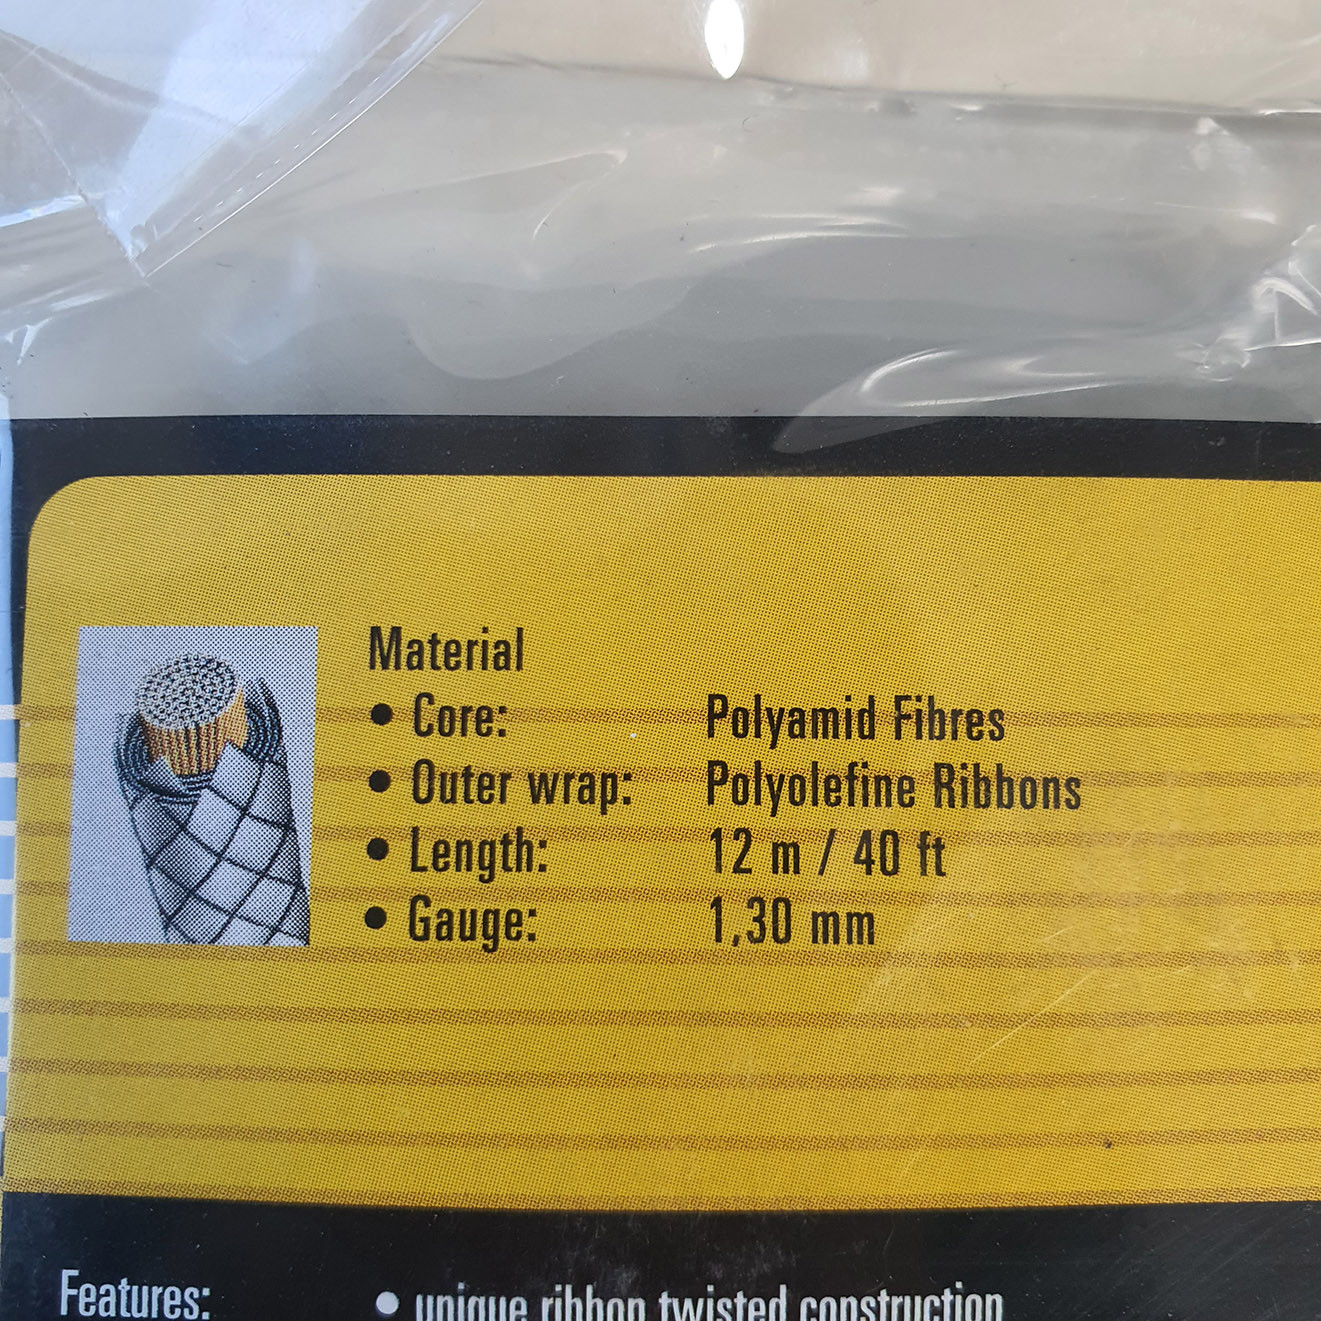 Material
• Core: Polyamid Fibres
• Outer wrap: Polyolefine Ribbons
• Length: 12 m / 40 ft
• Gauge: 1,30 mm
Features: • unique ribbon twisted construction